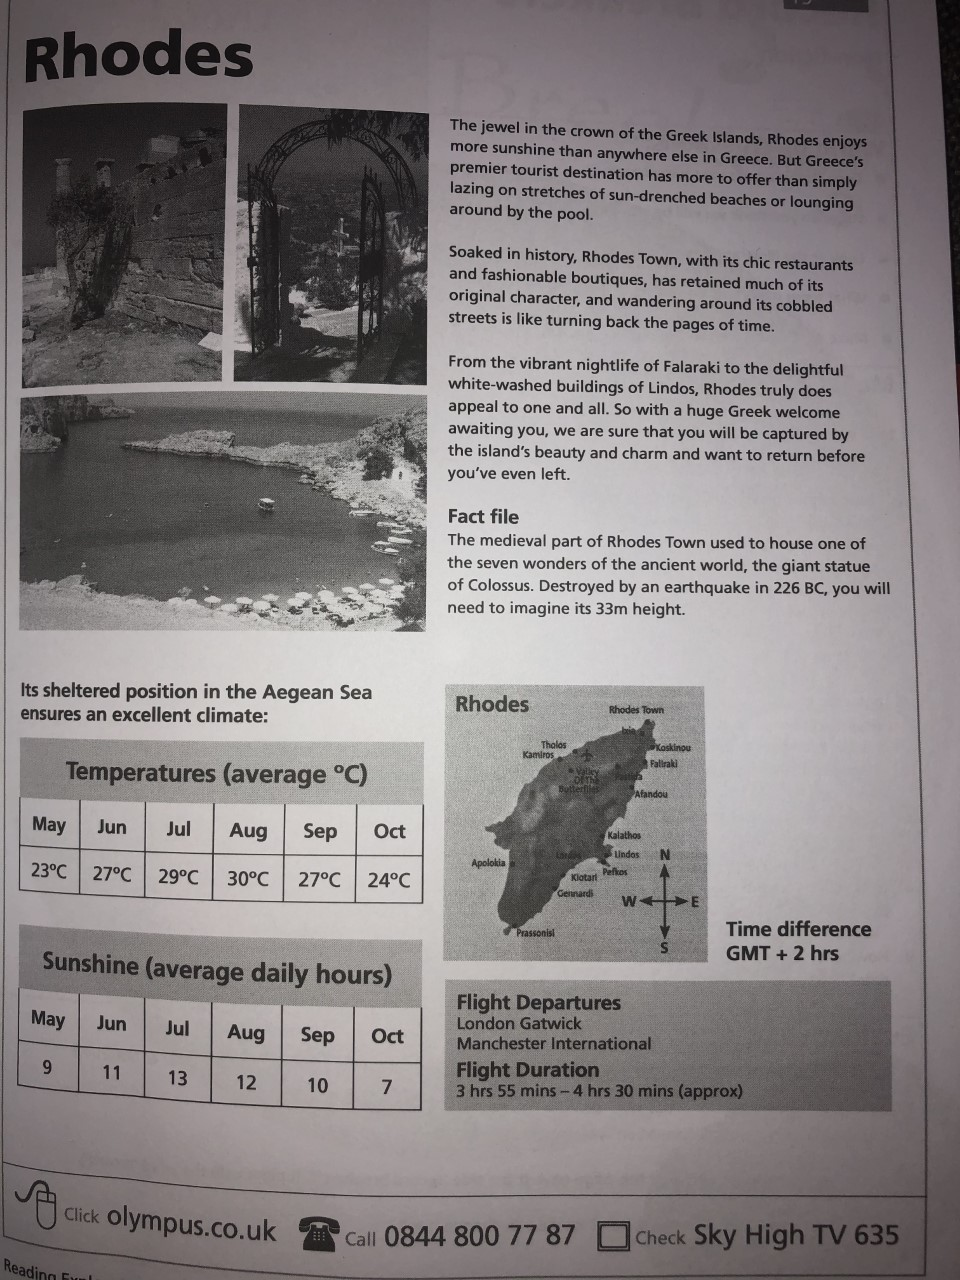 Rhodes
The jewel in the crown of the Greek Islands, Rhodes enjoys
more sunshine than anywhere else in Greece. But Greece's
premier tourist destination has more to offer than simply
lazing on stretches of sun-drenched beaches or lounging
around by the pool.
Soaked in history, Rhodes Town, with its chic restaurants
and fashionable boutiques, has retained much of its
original character, and wandering around its cobbled
streets is like turning back the pages of time.
From the vibrant nightlife of Falaraki to the delightful
white-washed buildings of Lindos, Rhodes truly does
appeal to one and all. So with a huge Greek welcome
awaiting you, we are sure that you will be captured by
the island's beauty and charm and want to return before
you've even left.
Fact file
The medieval part of Rhodes Town used to house one of
the seven wonders of the ancient world, the giant statue
of Colossus. Destroyed by an earthquake in 226 BC, you will
need to imagine its 33m height.
Its sheltered position in the Aegean Sea
ensures an excellent climate:
Temperatures (average °C)
May Jun Jul Aug Sep Oct
23°C 27°C 29°C 30°C 27°C 24°C
Sunshine (average daily hours)
May Jun Jul Aug Sep Oct
9 11 13 12 10 7
Rhodes
Rhodes Town
Ixia
Koskinou
Tholos
Kamiros
Faliraki
Valley
Of The
Butterflies
Afandou
Kalathos
Lindos
Apolokia
Pefkos
Kiotari
Gennardi
Prassonisi
N
W E
S
Time difference
GMT + 2 hrs
Flight Departures
London Gatwick
Manchester International
Flight Duration
3 hrs 55 mins – 4 hrs 30 mins (approx)
Click olympus.co.uk Call 0844 800 77 87 Check Sky High TV 635
Reading